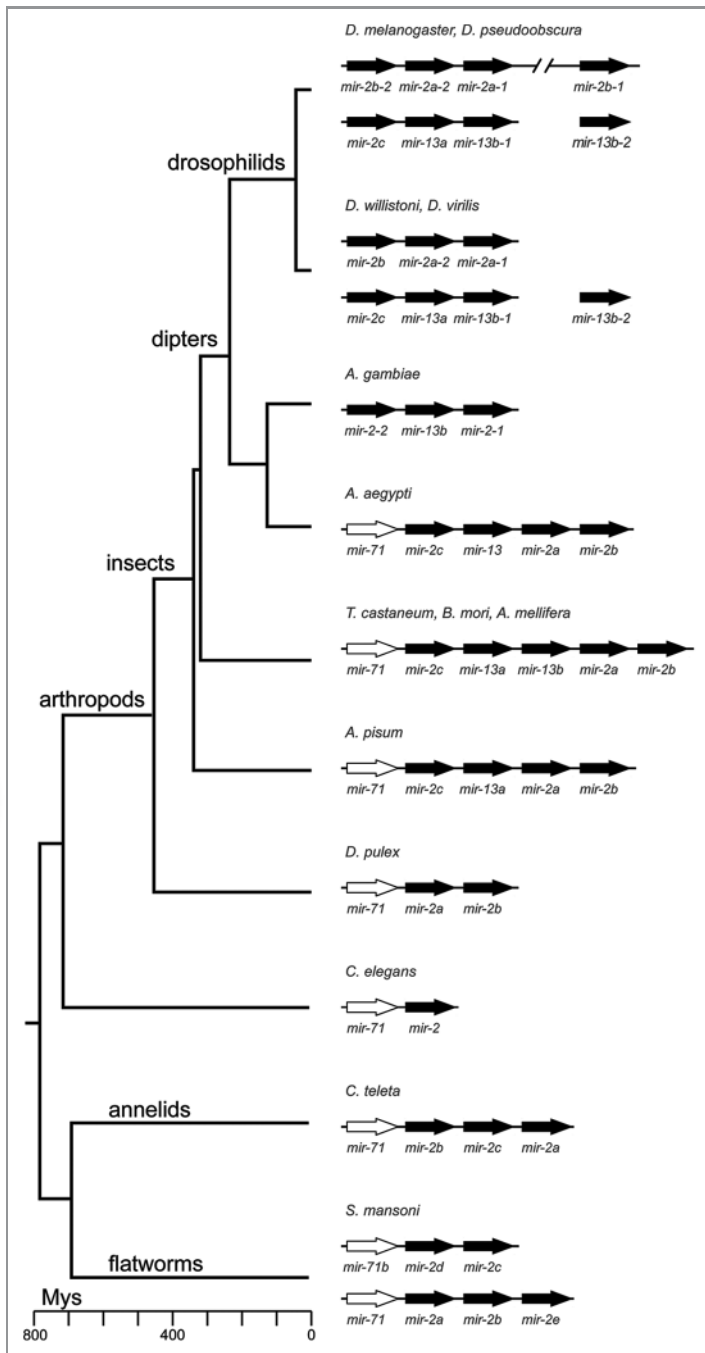 D. melanogaster, D. pseudoobscura
mir-2b-2 mir-2a-2 mir-2a-1 mir-2b-1
mir-2c mir-13a mir-13b-1 mir-13b-2
drosophilids
D. willistoni, D. virilis
mir-2b mir-2a-2 mir-2a-1
mir-2c mir-13a mir-13b-1 mir-13b-2
dipters
A. gambiae
mir-2-2 mir-13b mir-2-1
A. aegypti
mir-71 mir-2c mir-13 mir-2a mir-2b
insects
T. castaneum, B. mori, A. mellifera
mir-71 mir-2c mir-13a mir-13b mir-2a mir-2b
arthropods
A. pisum
mir-71 mir-2c mir-13a mir-2a mir-2b
D. pulex
mir-71 mir-2a mir-2b
C. elegans
mir-71 mir-2
C. teleta
annelids
mir-71 mir-2b mir-2c mir-2a
S. mansoni
flatworms
mir-71b mir-2d mir-2c
mir-71 mir-2a mir-2b mir-2e
Mys
800 400 0